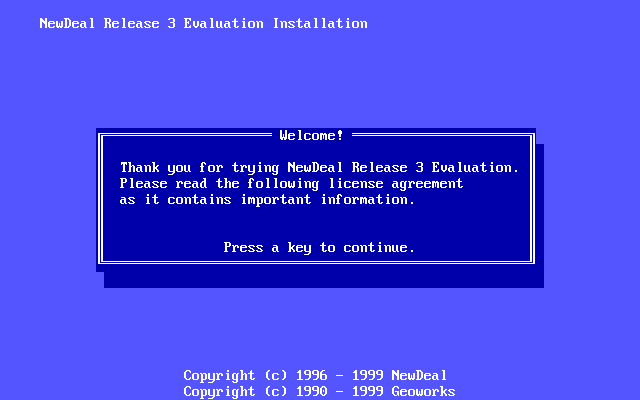 NewDeal Release 3 Evaluation Installation
Welcome!
Thank you for trying NewDeal Release 3 Evaluation.
Please read the following license agreement
as it contains important information.
Press a key to continue.
Copyright (c) 1996 - 1999 NewDeal
Copyright (c) 1990 - 1999 Geoworks